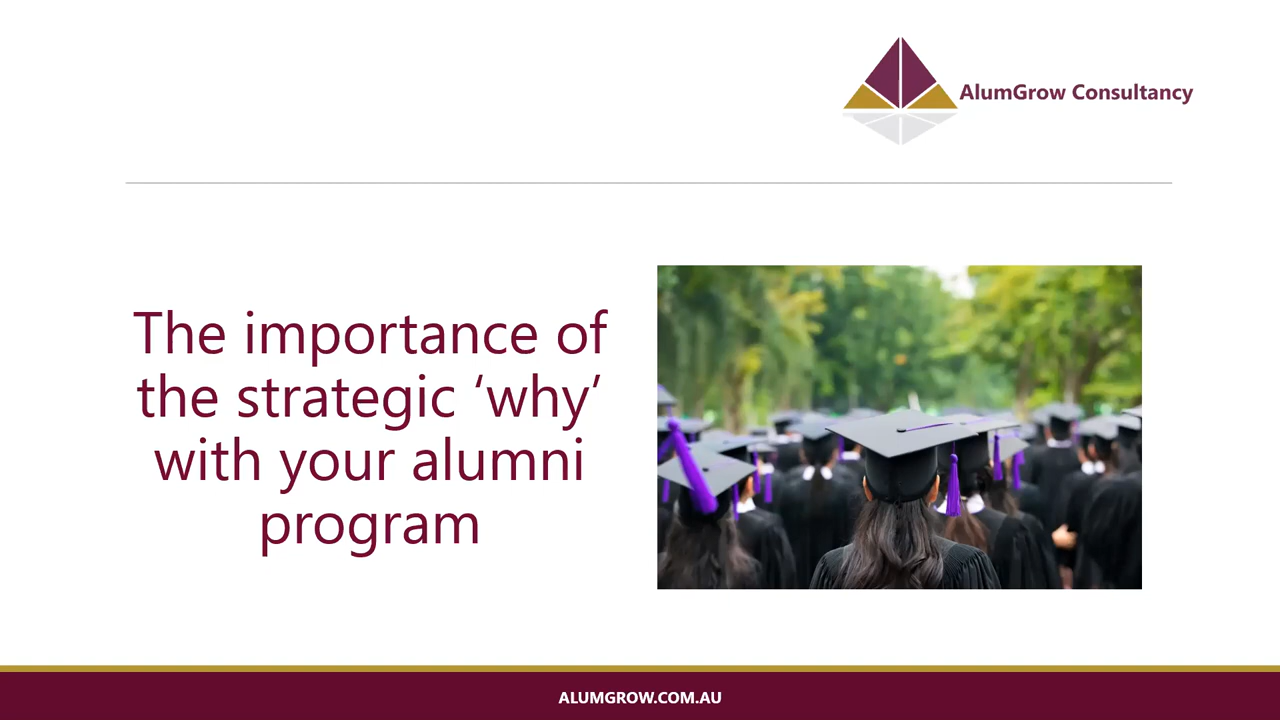 AlumGrow Consultancy
The importance of
the strategic ‘why’
with your alumni
program
ALUMGROW.COM.AU